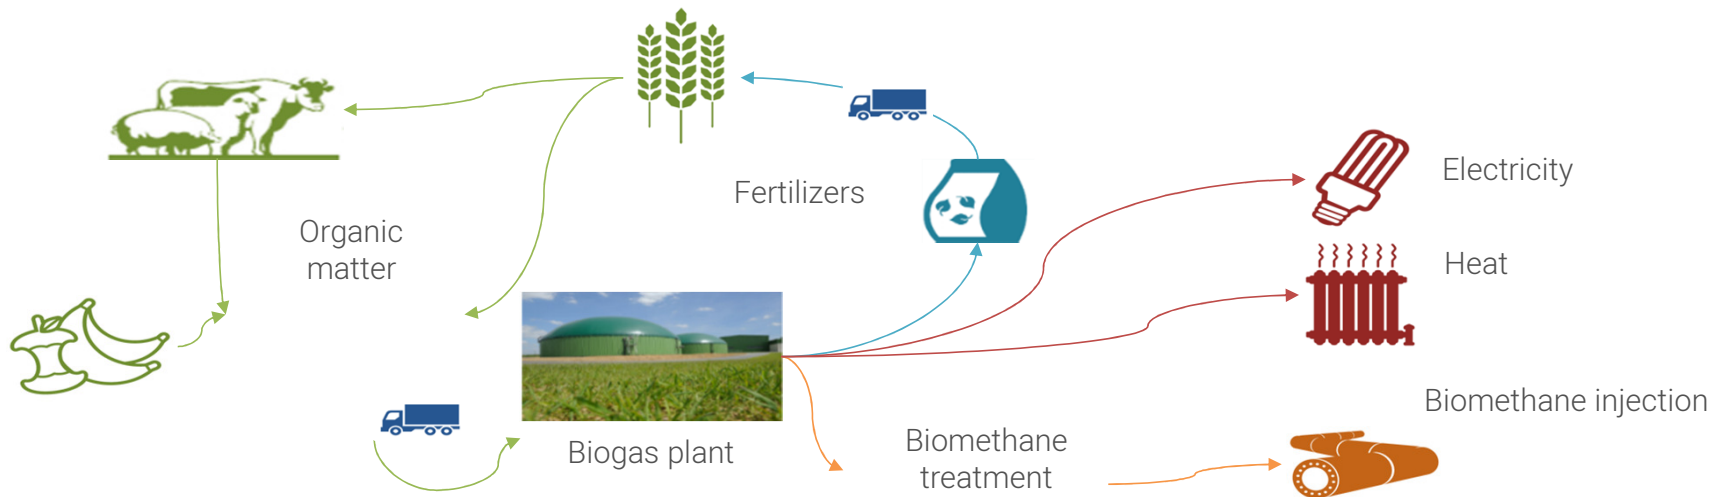 Electricity
Fertilizers
Organic
matter
Heat
Biomethane injection
Biogas plant
Biomethane
treatment